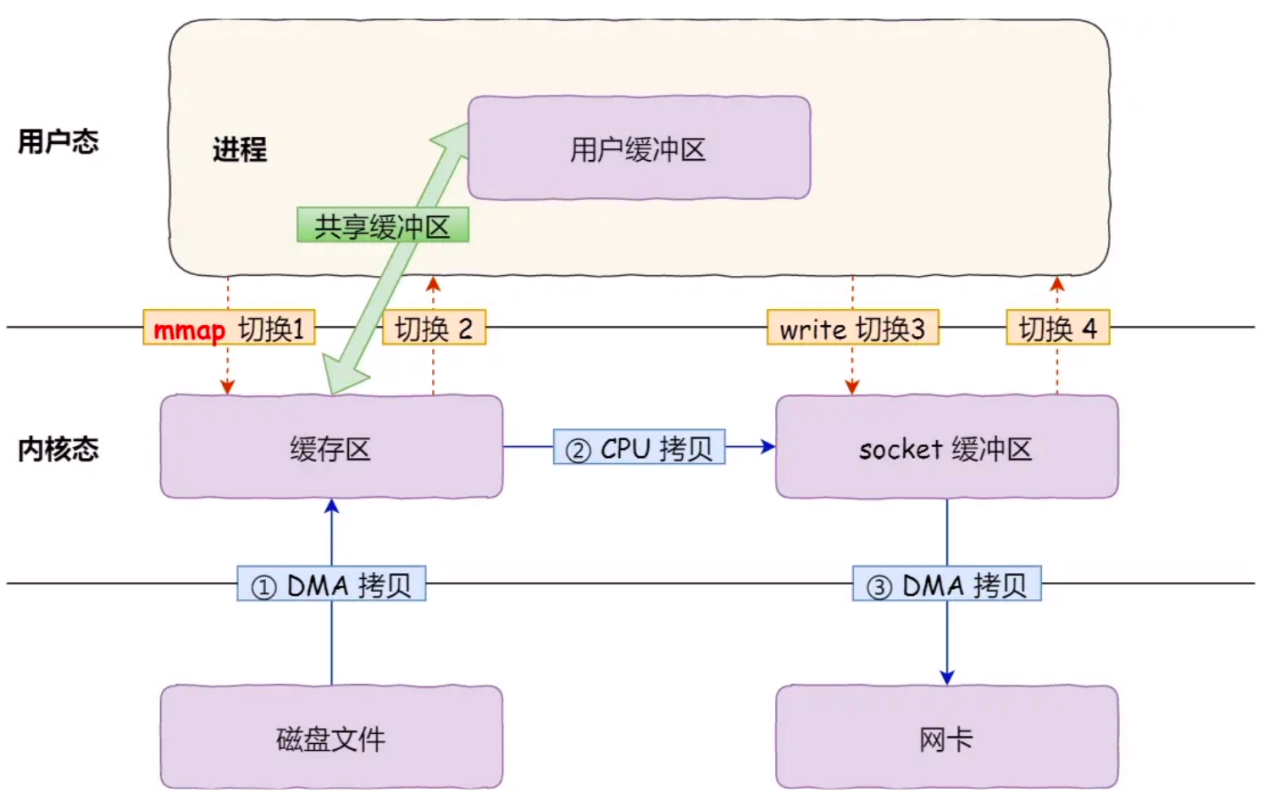 用户态
进程
用户缓冲区
共享缓冲区
mmap 切换1
切换 2
write 切换3
切换 4
内核态
缓存区
② CPU 拷贝
socket 缓冲区
① DMA 拷贝
③ DMA 拷贝
磁盘文件
网卡